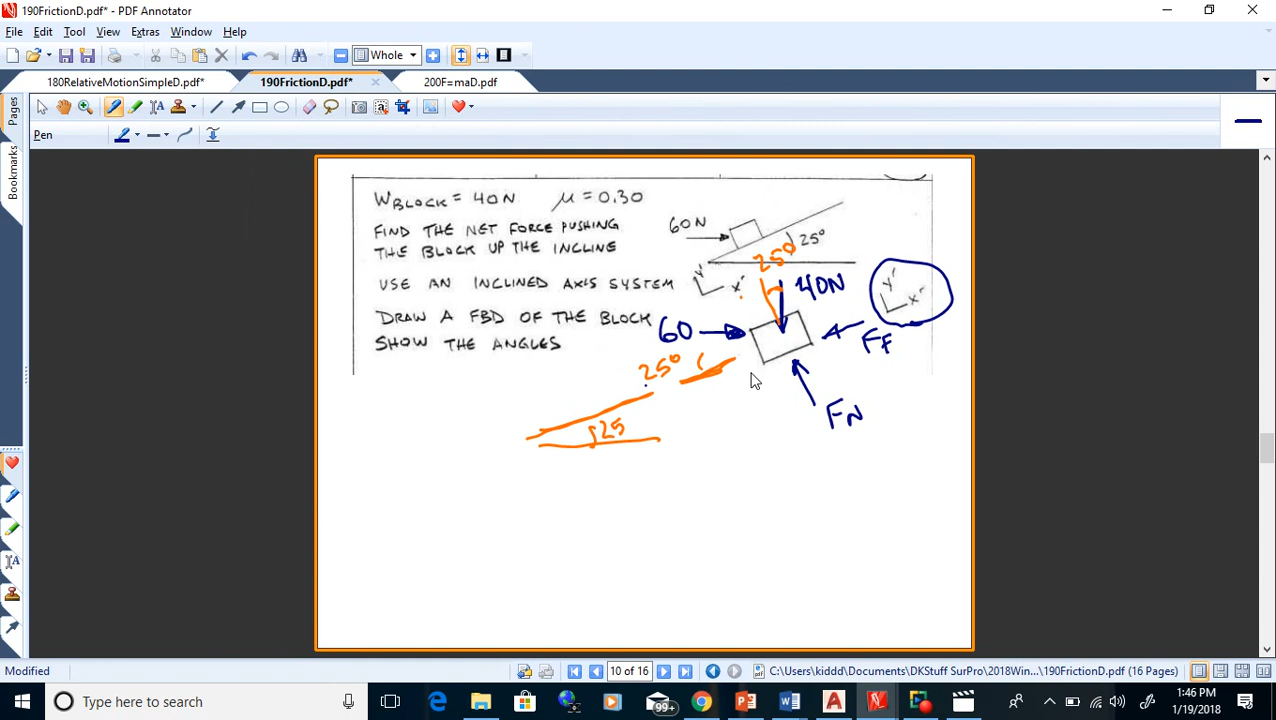 190FrictionD.pdf* - PDF Annotator
File Edit Tool View Extras Window Help
Whole
180RelativeMotionSimpleD.pdf* 190FrictionD.pdf* 200F=maD.pdf
Pen
Pages
Bookmarks
WBLOCK = 40N μ = 0.30
FIND THE NET FORCE PUSHING
THE BLOCK UP THE INCLINE
USE AN INCLINED AXIS SYSTEM
DRAW A FBD OF THE BLOCK
SHOW THE ANGLES
60N
25°
25°
Y' X'
40N
Y' X'
60
FF
25°
FN
25
Modified
10 of 16
C:\Users\kiddd\Documents\DKStuff SurPro\2018Win...\190FrictionD.pdf (16 Pages)
Type here to search
99+
1:46 PM
1/19/2018